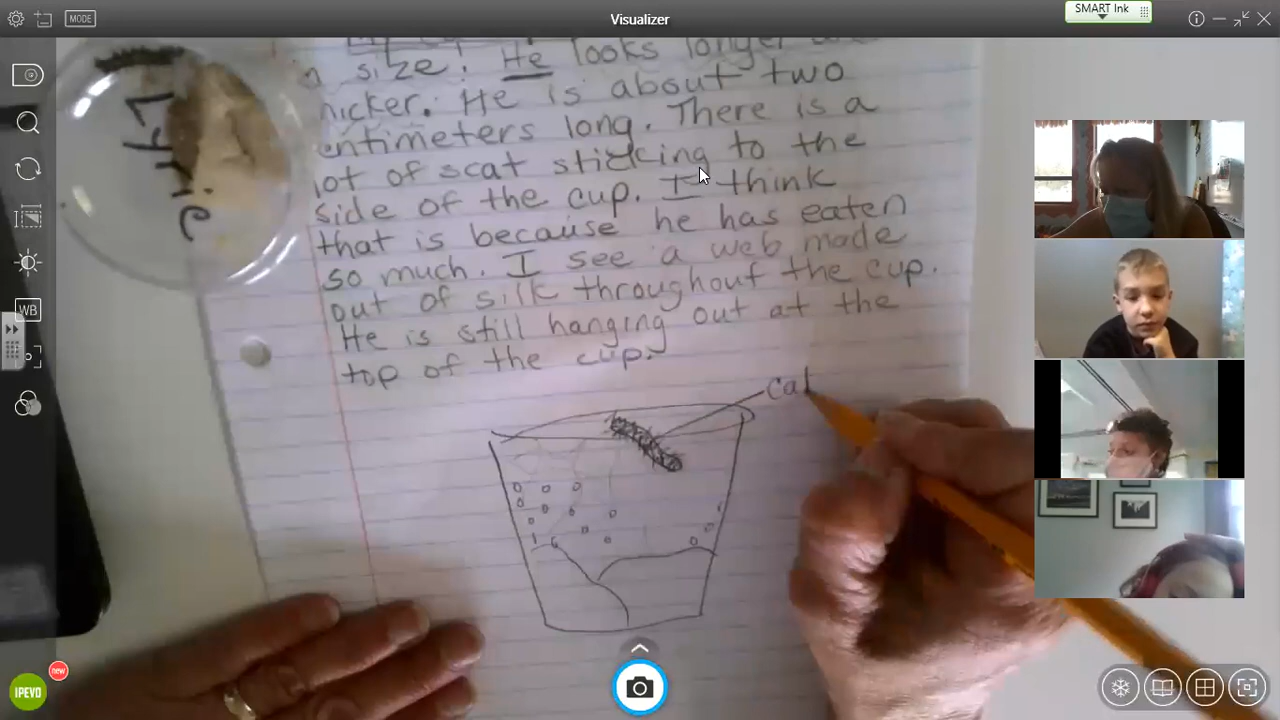 MODE
Visualizer
SMART Ink
size! He looks longer
He is about two
long. There is a
lot of scat sticking to the
side of the cup. I think
that is because he has eaten
so much. I see a web made
out of silk throughout the cup.
He is still hanging out at the
top of the cup.
Cat
Lyric
WB
new
IPEVO